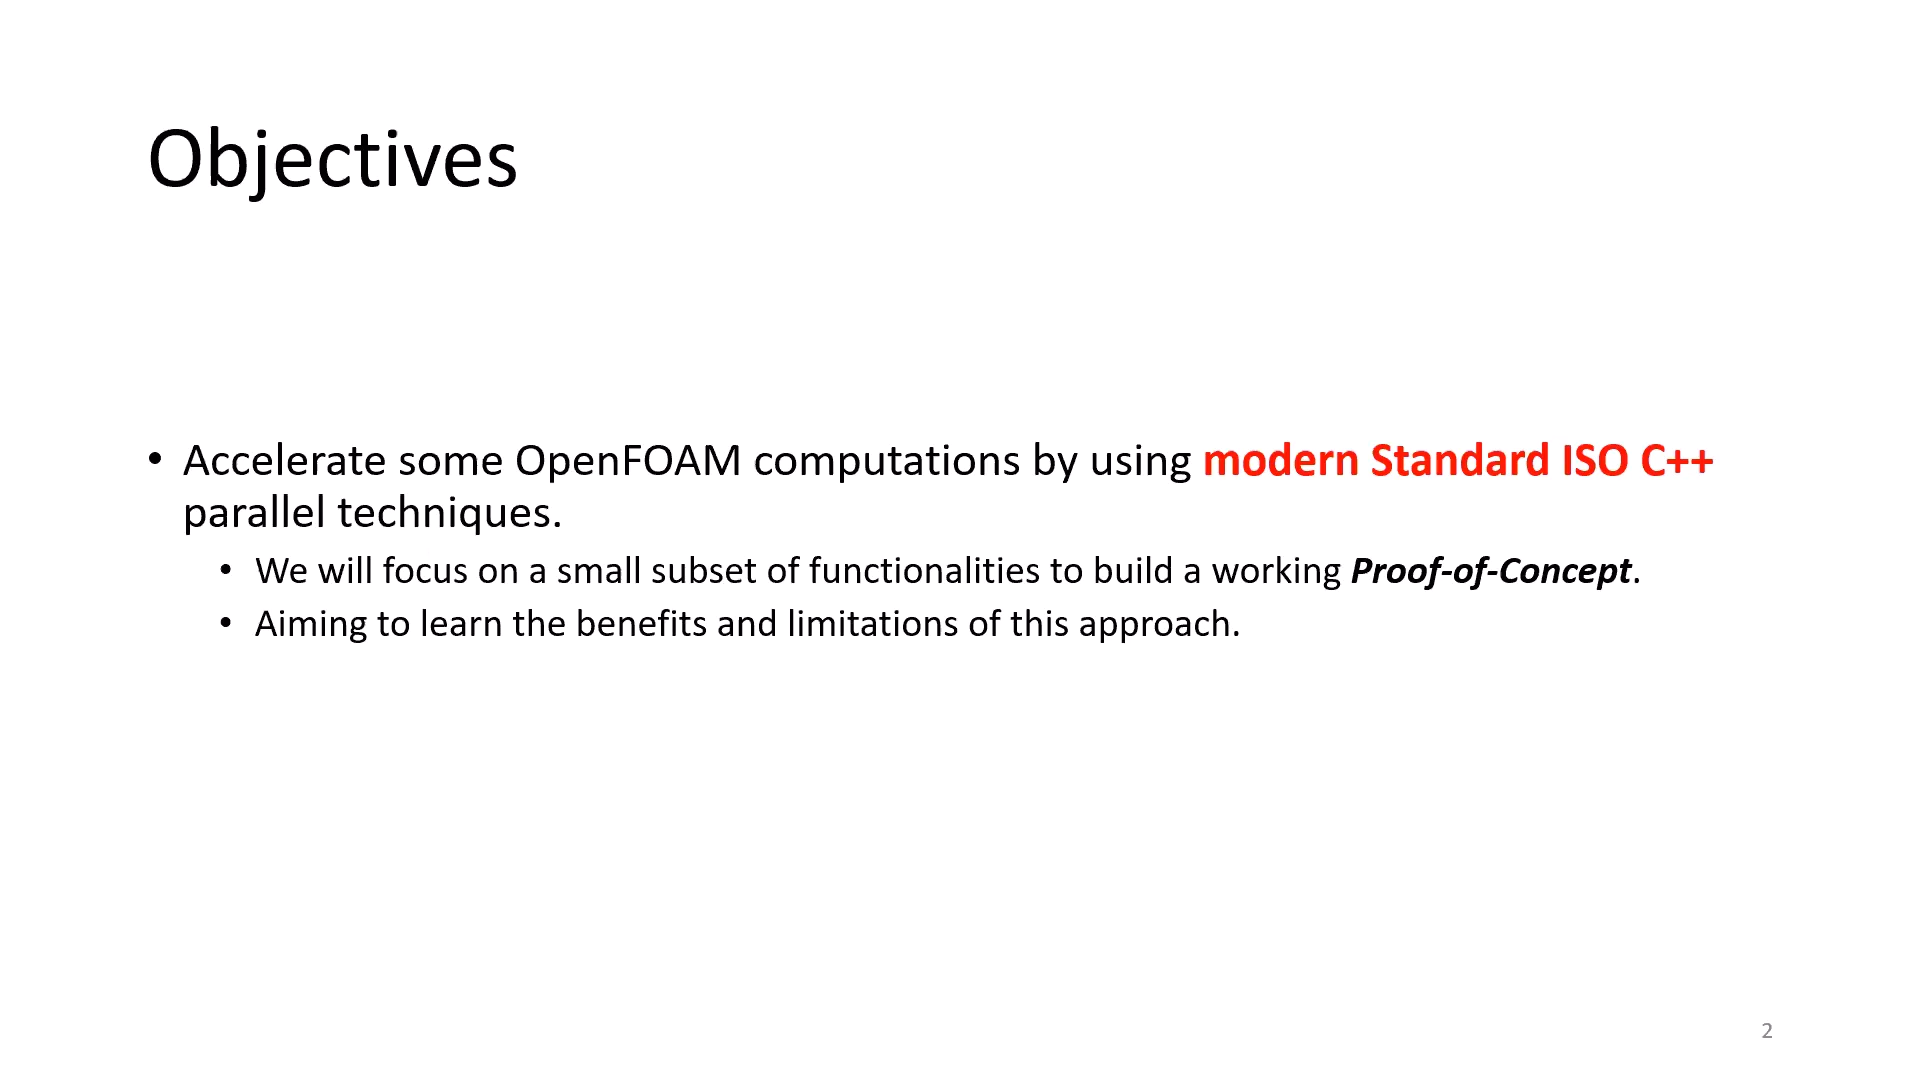 Objectives
• Accelerate some OpenFOAM computations by using modern Standard ISO C++
parallel techniques.
• We will focus on a small subset of functionalities to build a working Proof-of-Concept.
• Aiming to learn the benefits and limitations of this approach.
2